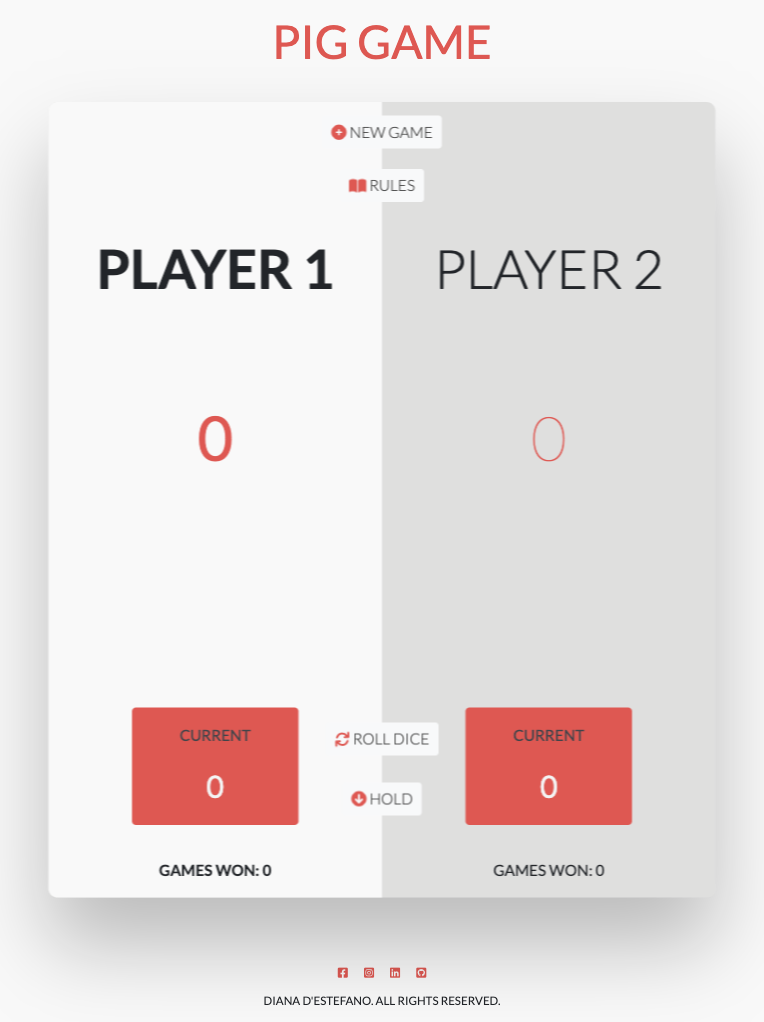 PIG GAME
NEW GAME
RULES
PLAYER 1
PLAYER 2
0
0
CURRENT
0
ROLL DICE
HOLD
CURRENT
0
GAMES WON: 0
GAMES WON: 0
DIANA D'ESTEFANO. ALL RIGHTS RESERVED.